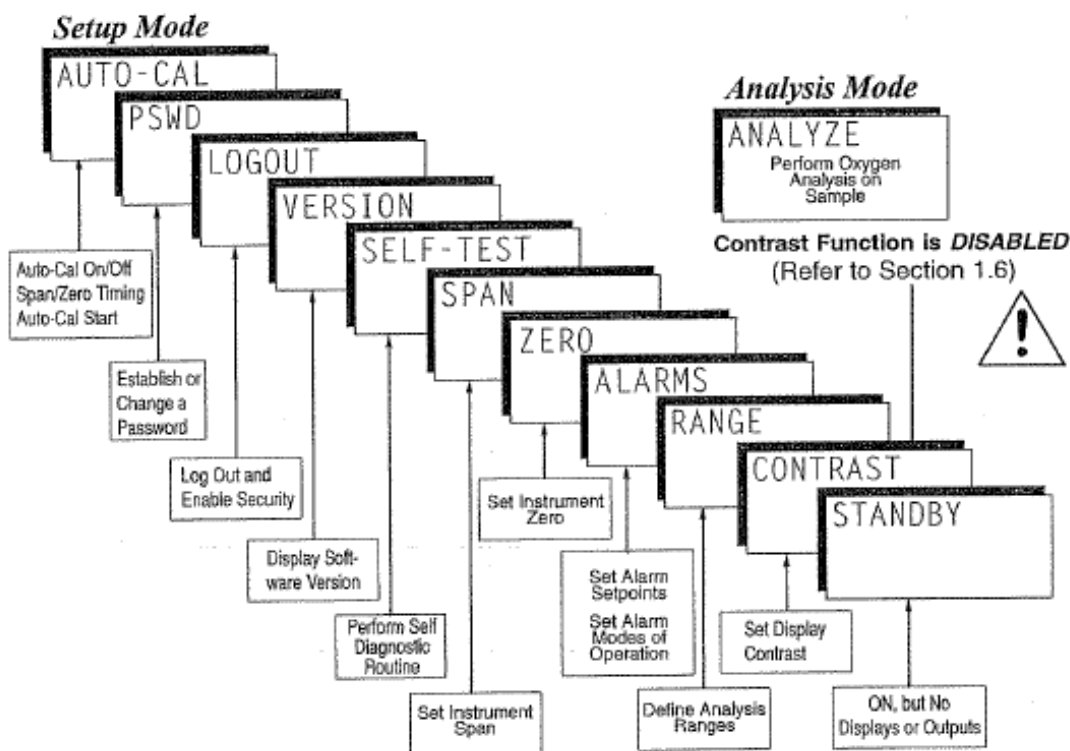 Setup Mode
AUTO-CAL
PSWD
LOGOUT
VERSION
SELF-TEST
SPAN
ZERO
ALARMS
RANGE
CONTRAST
STANDBY
Analysis Mode
ANALYZE
Perform Oxygen
Analysis on
Sample
Contrast Function is DISABLED
(Refer to Section 1.6)
!
Auto-Cal On/Off
Span/Zero Timing
Auto-Cal Start
Establish or
Change a
Password
Log Out and
Enable Security
Display Soft-
ware Version
Perform Self
Diagnostic
Routine
Set Instrument
Span
Set Instrument
Zero
Set Alarm
Setpoints
Set Alarm
Modes of
Operation
Define Analysis
Ranges
Set Display
Contrast
ON, but No
Displays or Outputs